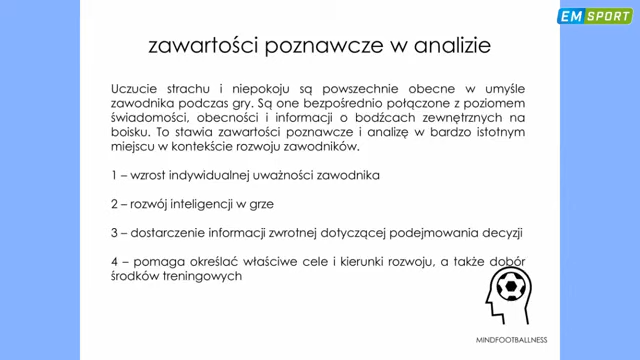 EM SPORT
zawartości poznawcze w analizie
Uczucie strachu i niepokoju są powszechnie obecne w umyśle
zawodnika podczas gry. Są one bezpośrednio połączone z poziomem
świadomości, obecności i informacji o bodźcach zewnętrznych na
boisku. To stawia zawartości poznawcze i analizę w bardzo istotnym
miejscu w kontekście rozwoju zawodników.
1 – wzrost indywidualnej uważności zawodnika
2 – rozwój inteligencji w grze
3 – dostarczenie informacji zwrotnej dotyczącej podejmowania decyzji
4 – pomaga określać właściwe cele i kierunki rozwoju, a także dobór
środków treningowych
MINDFOOTBALLNESS